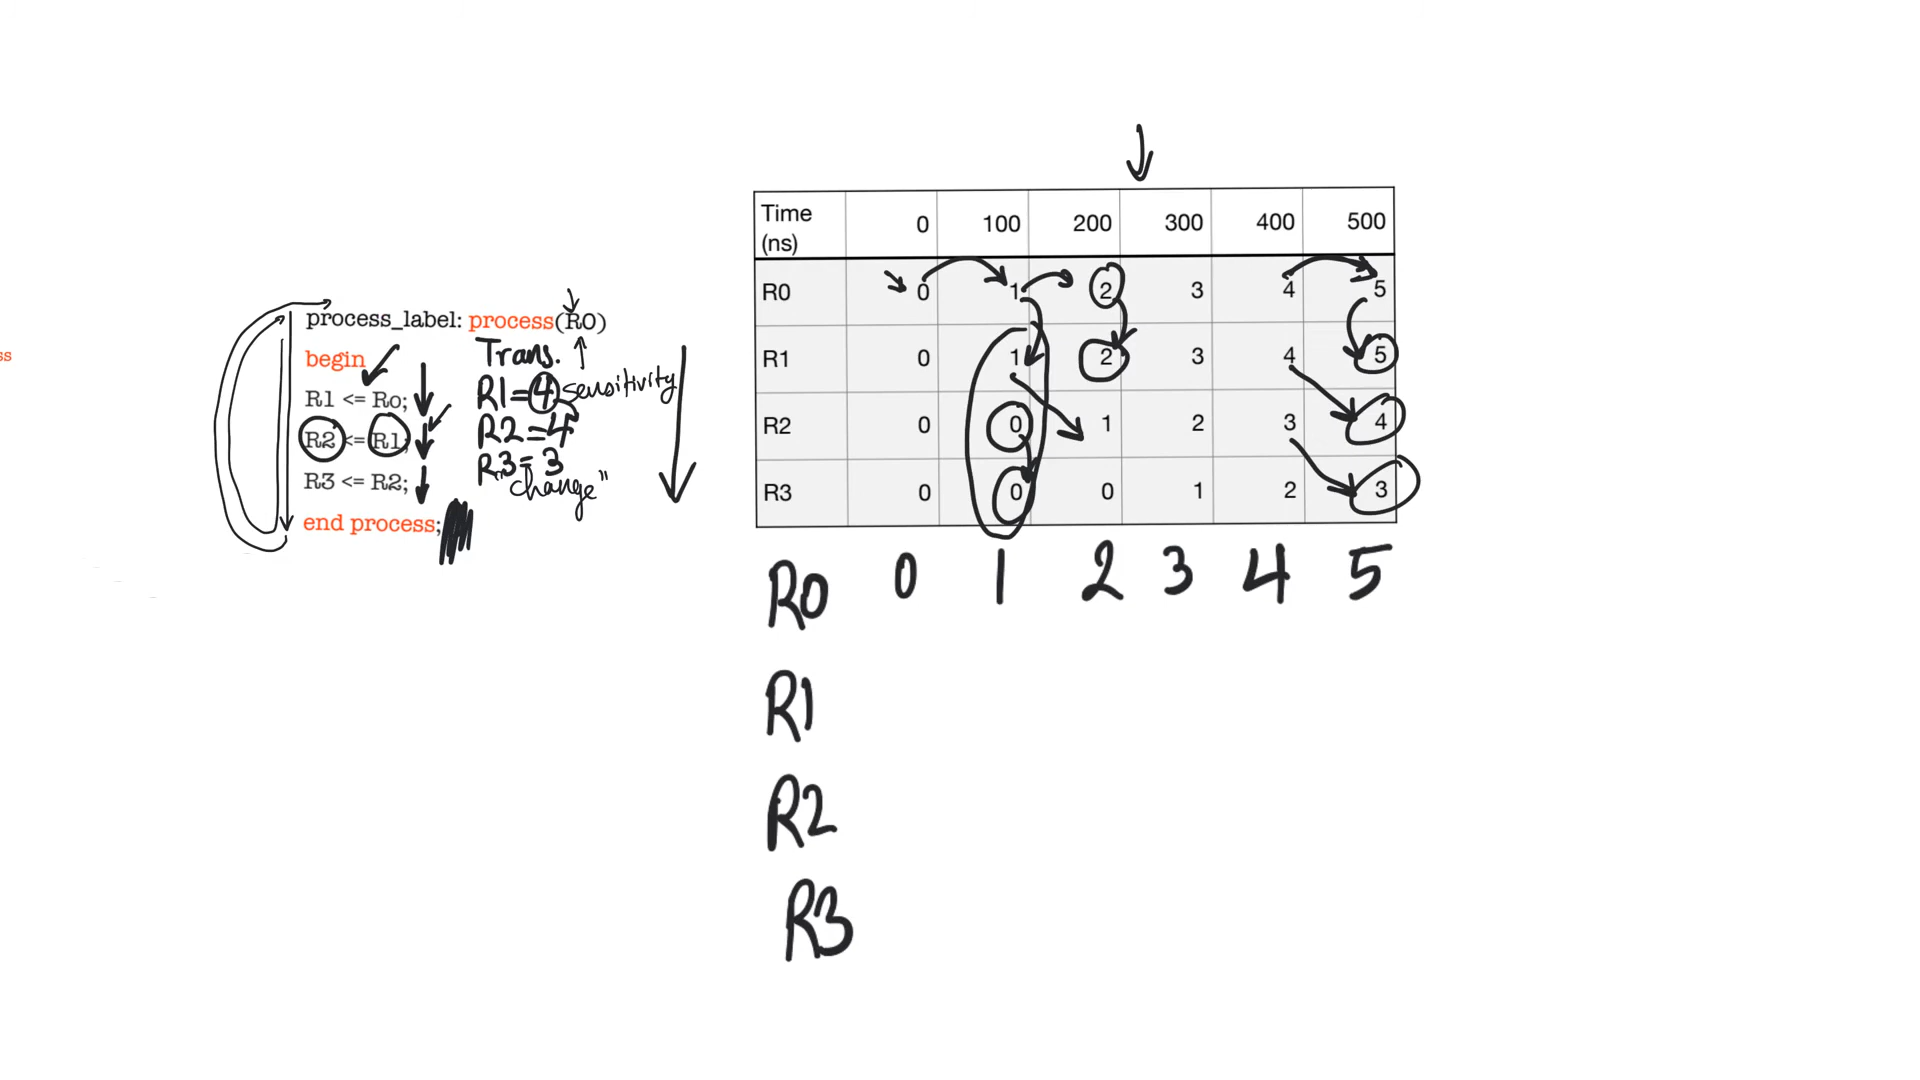 ss
process_label: process(R0)
begin
R1 <= Ro;
R2 <= R1;
R3 <= R2;
end process;
Trans.
R1=4 sensitivity
R2=4
R3=3
"change"
Time (ns) 0 100 200 300 400 500
R0 0 1 2 3 4 5
R1 0 1 2 3 4 5
R2 0 0 1 2 3 4
R3 0 0 0 1 2 3
R0 0 1 2 3 4 5
R1
R2
R3